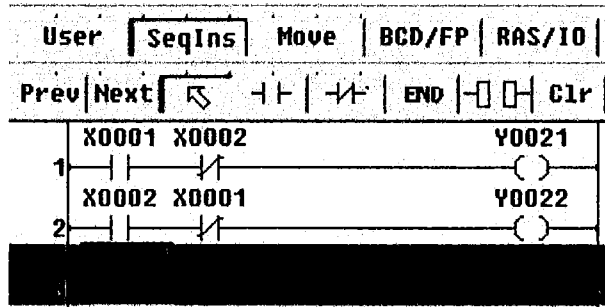 User SeqIns Move BCD/FP RAS/IO
Prev Next END Clr
X0001 X0002 Y0021
1
X0002 X0001 Y0022
2